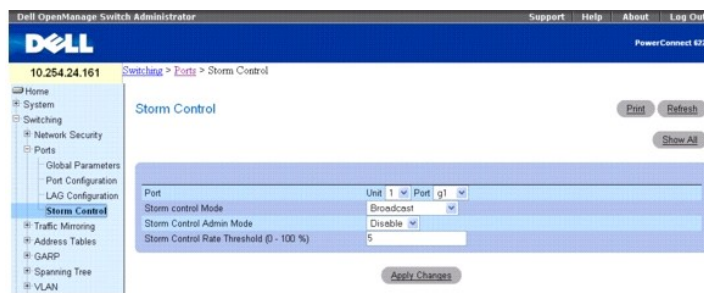 Dell OpenManage Switch Administrator
Support Help About Log Out
DELL
PowerConnect 622
10.254.24.161
Switching > Ports > Storm Control
Home
System
Switching
Network Security
Ports
Global Parameters
Port Configuration
LAG Configuration
Storm Control
Traffic Mirroring
Address Tables
GARP
Spanning Tree
VLAN
Storm Control
Print Refresh
Show All
Port Unit 1 Port g1
Storm control Mode Broadcast
Storm Control Admin Mode Disable
Storm Control Rate Threshold (0 - 100 %) 5
Apply Changes